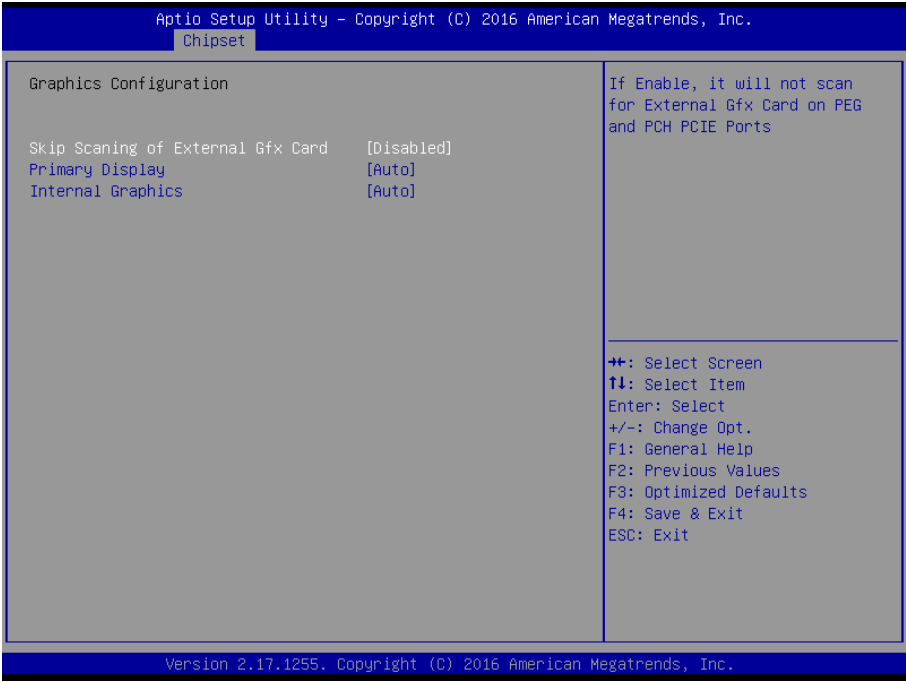 Aptio Setup Utility – Copyright (C) 2016 American Megatrends, Inc.
Chipset
Graphics Configuration
Skip Scaning of External Gfx Card [Disabled]
Primary Display [Auto]
Internal Graphics [Auto]
If Enable, it will not scan
for External Gfx Card on PEG
and PCH PCIE Ports
→←: Select Screen
↑↓: Select Item
Enter: Select
+/-: Change Opt.
F1: General Help
F2: Previous Values
F3: Optimized Defaults
F4: Save & Exit
ESC: Exit
Version 2.17.1255. Copyright (C) 2016 American Megatrends, Inc.